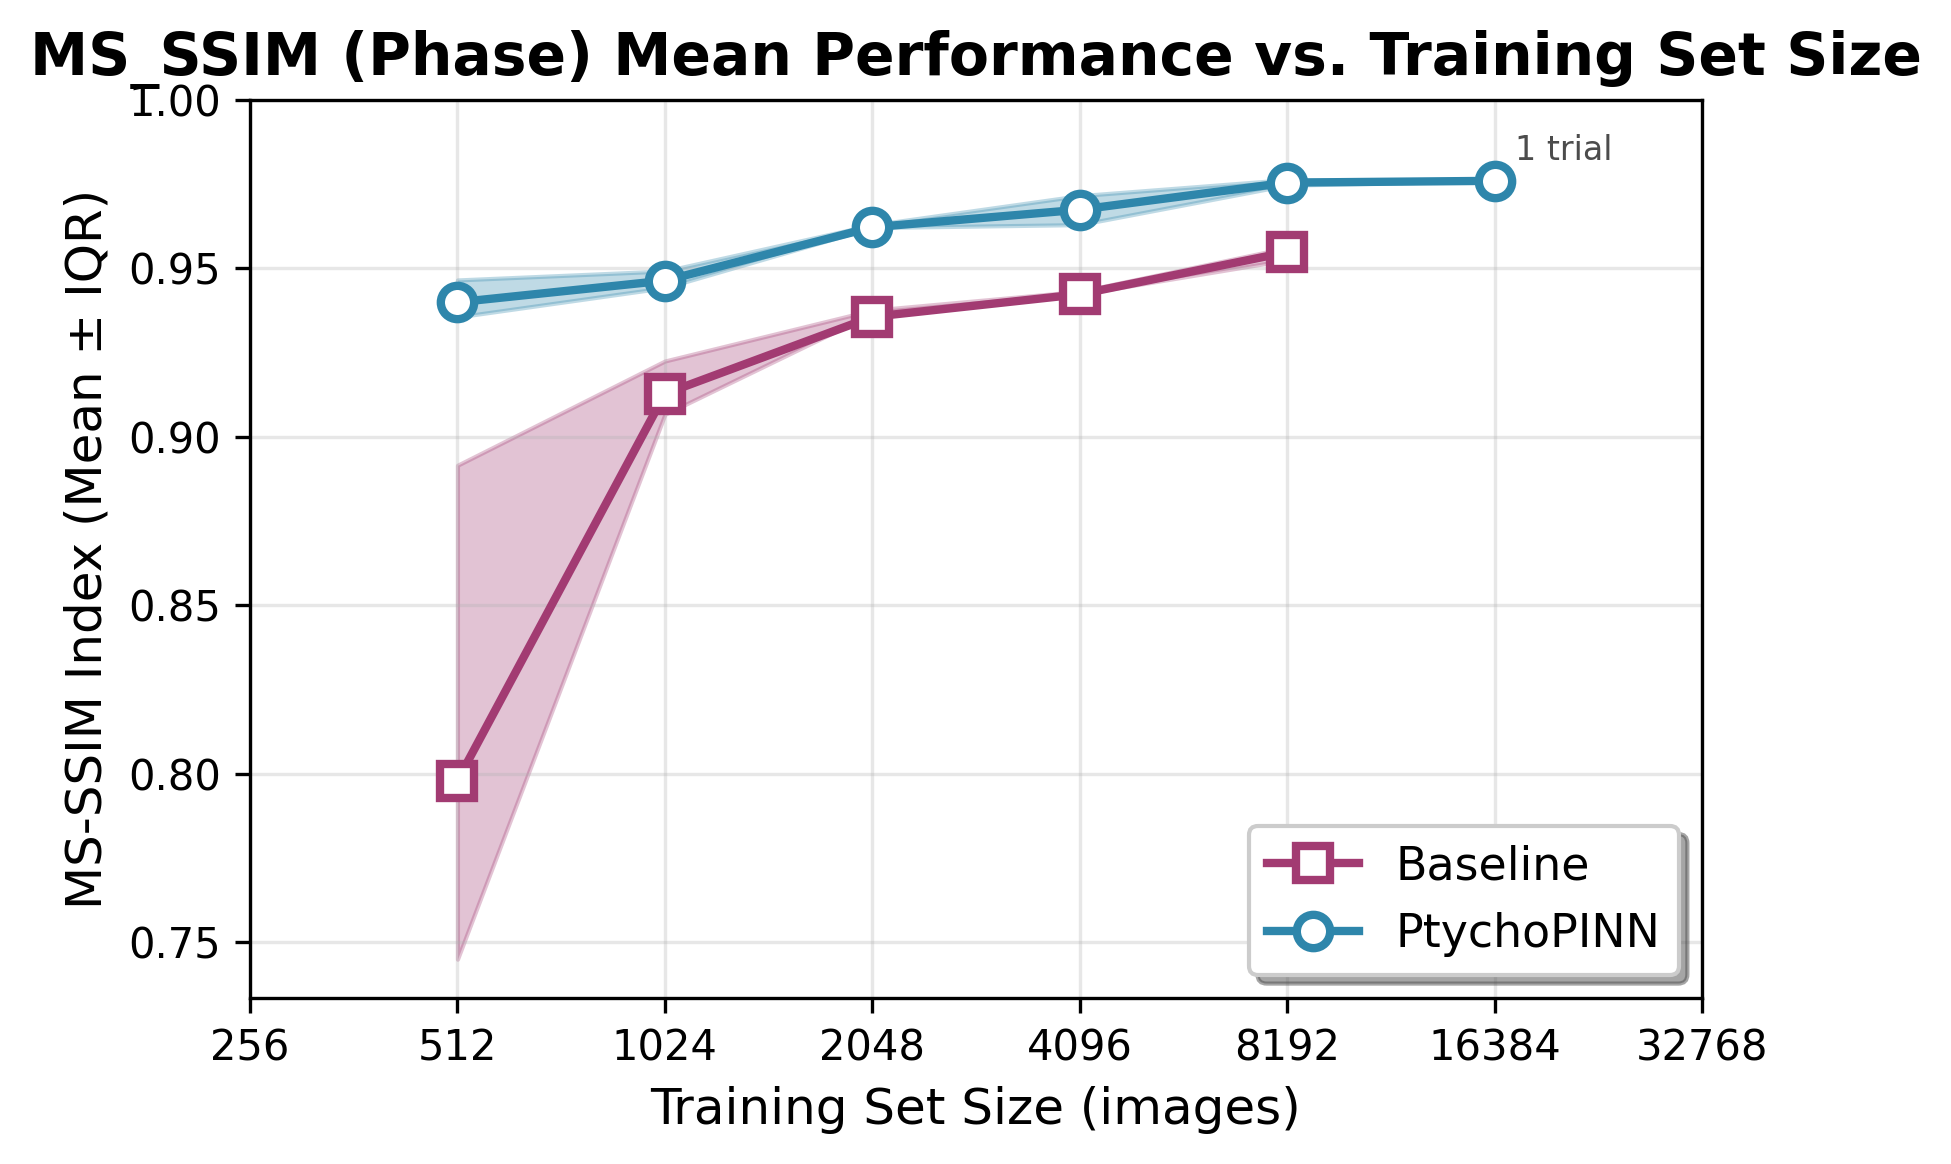 MS_SSIM (Phase) Mean Performance vs. Training Set Size
1.00
0.95
0.90
0.85
0.80
0.75
MS-SSIM Index (Mean ± IQR)
1 trial
Baseline
PtychoPINN
256 512 1024 2048 4096 8192 16384 32768
Training Set Size (images)